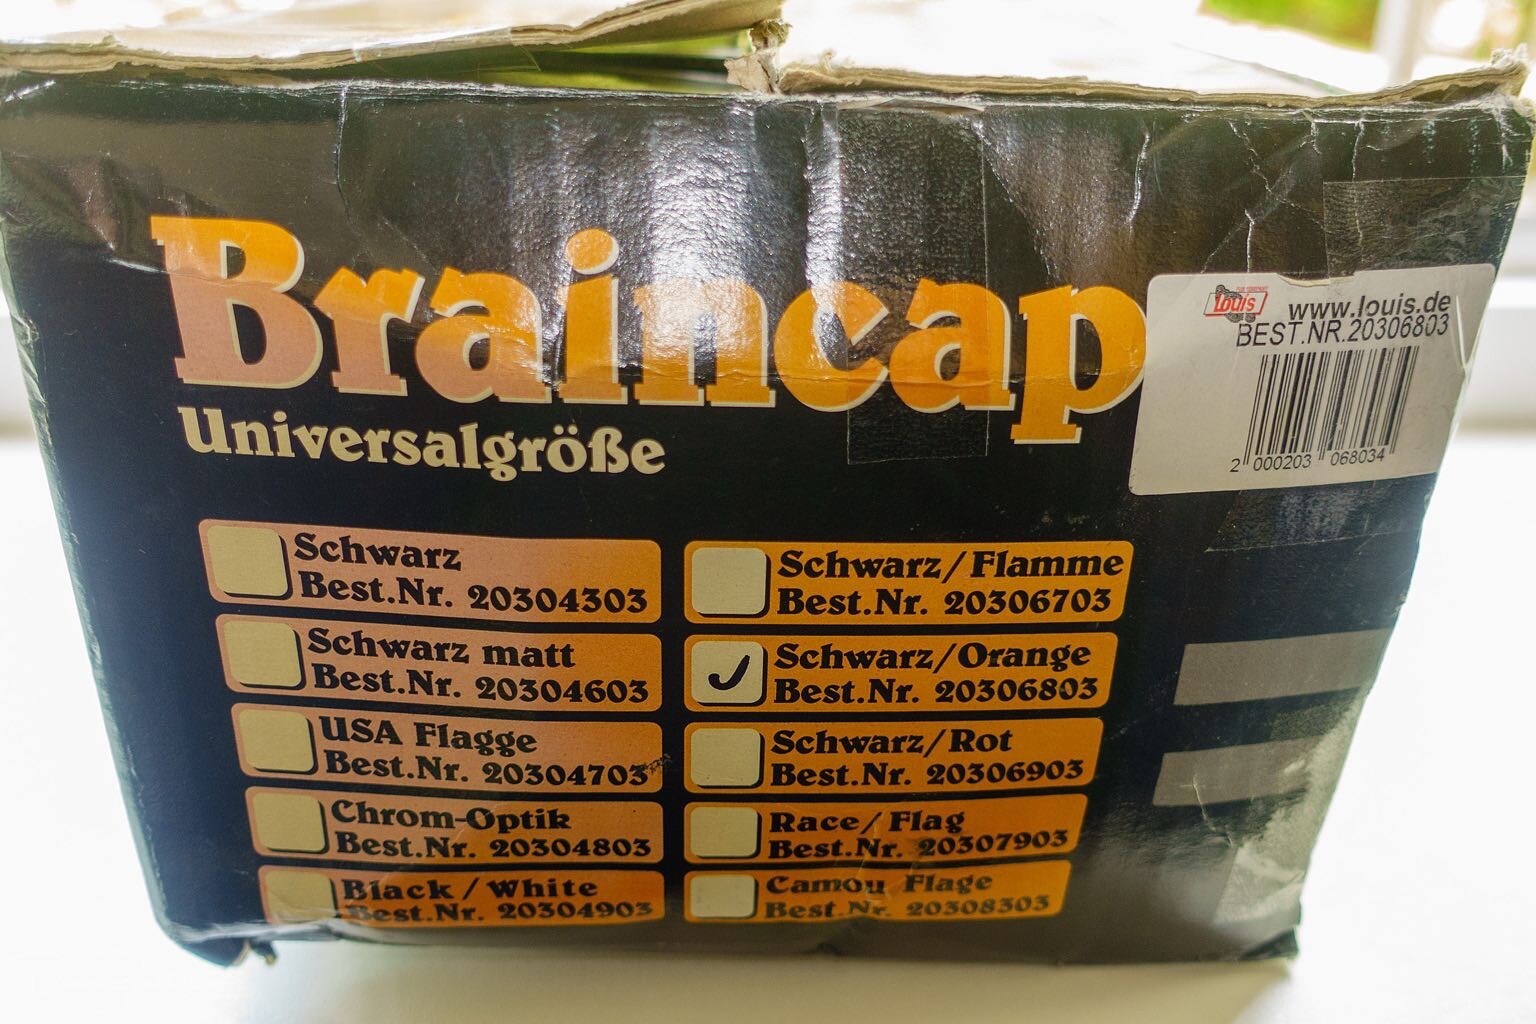 Braincap
Universalgröße
louis
www.louis.de
BEST.NR.20306803
2 000203 068034
Schwarz
Best.Nr. 20304303
Schwarz matt
Best.Nr. 20304603
USA Flagge
Best.Nr. 20304703
Chrom-Optik
Best.Nr. 20304803
Black / White
Best.Nr. 20304903
Schwarz/Flamme
Best.Nr. 20306703
Schwarz/Orange
Best.Nr. 20306803
Schwarz/Rot
Best.Nr. 20306903
Race/ Flag
Best.Nr. 20307903
Camou Flage
Best.Nr. 20308303